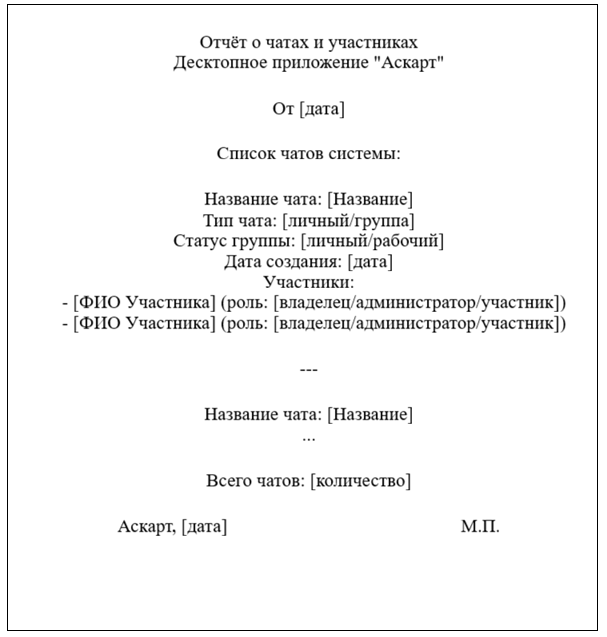 Отчёт о чатах и участниках
Десктопное приложение "Аскарт"
От [дата]
Список чатов системы:
Название чата: [Название]
Тип чата: [личный/группа]
Статус группы: [личный/рабочий]
Дата создания: [дата]
Участники:
- [ФИО Участника] (роль: [владелец/администратор/участник])
- [ФИО Участника] (роль: [владелец/администратор/участник])
---
Название чата: [Название]
...
Всего чатов: [количество]
Аскарт, [дата] М.П.